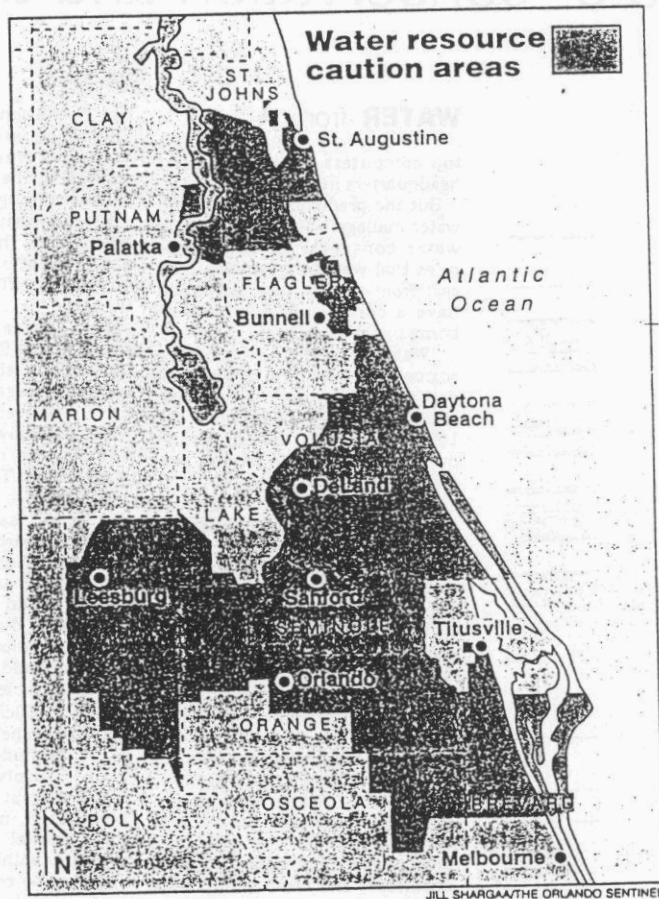 Water resource
caution areas
ST.
JOHNS
CLAY
St. Augustine
PUTNAM
Palatka
FLAGLER
Atlantic
Ocean
Bunnell
MARION
Daytona
Beach
VOLUSIA
DeLand
LAKE
Leesburg
Sanford
SEMINOLE
Titusville
Orlando
ORANGE
OSCEOLA
BREVARD
POLK
N
Melbourne
JILL SHARGAA/THE ORLANDO SENTINEL
WATER